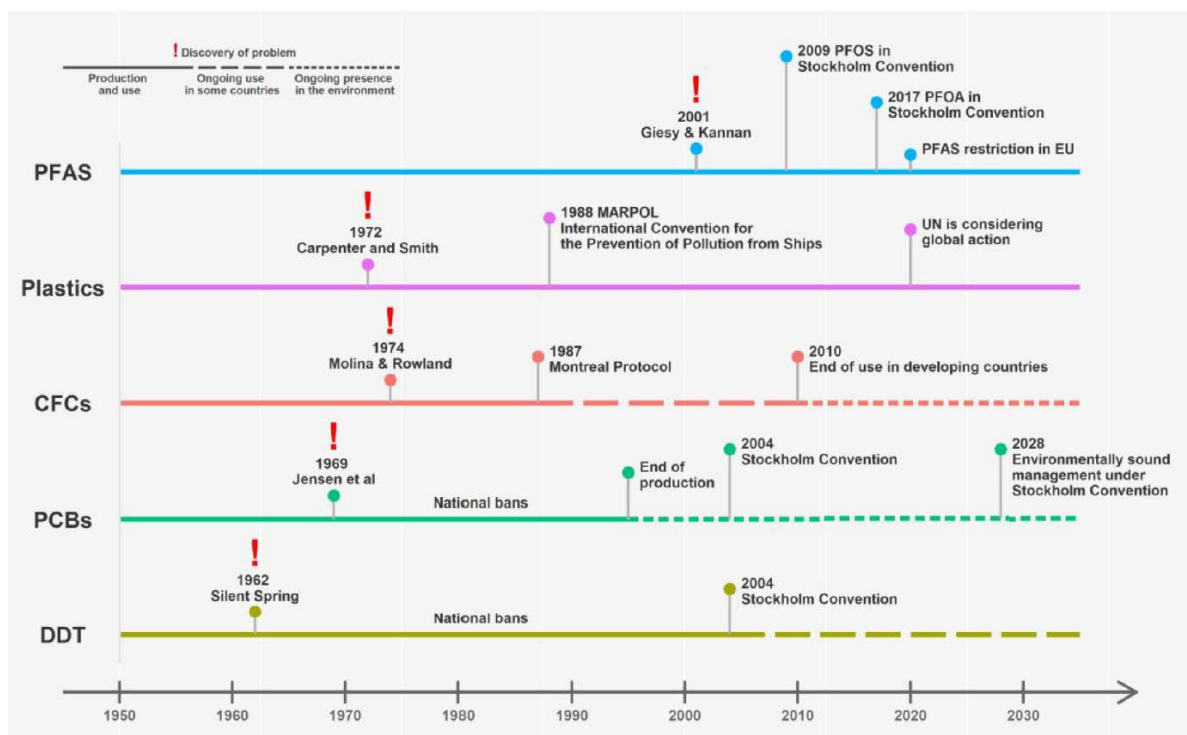 ! Discovery of problem
Production
and use
Ongoing use
in some countries
Ongoing presence
in the environment
PFAS
!
2001
Giesy & Kannan
2009 PFOS in
Stockholm Convention
2017 PFOA in
Stockholm Convention
PFAS restriction in EU
Plastics
!
1972
Carpenter and Smith
1988 MARPOL
International Convention for
the Prevention of Pollution from Ships
UN is considering
global action
CFCs
!
1974
Molina & Rowland
1987
Montreal Protocol
2010
End of use in developing countries
PCBs
!
1969
Jensen et al
National bans
End of
production
2004
Stockholm Convention
2028
Environmentally sound
management under
Stockholm Convention
DDT
!
1962
Silent Spring
National bans
2004
Stockholm Convention
1950 1960 1970 1980 1990 2000 2010 2020 2030